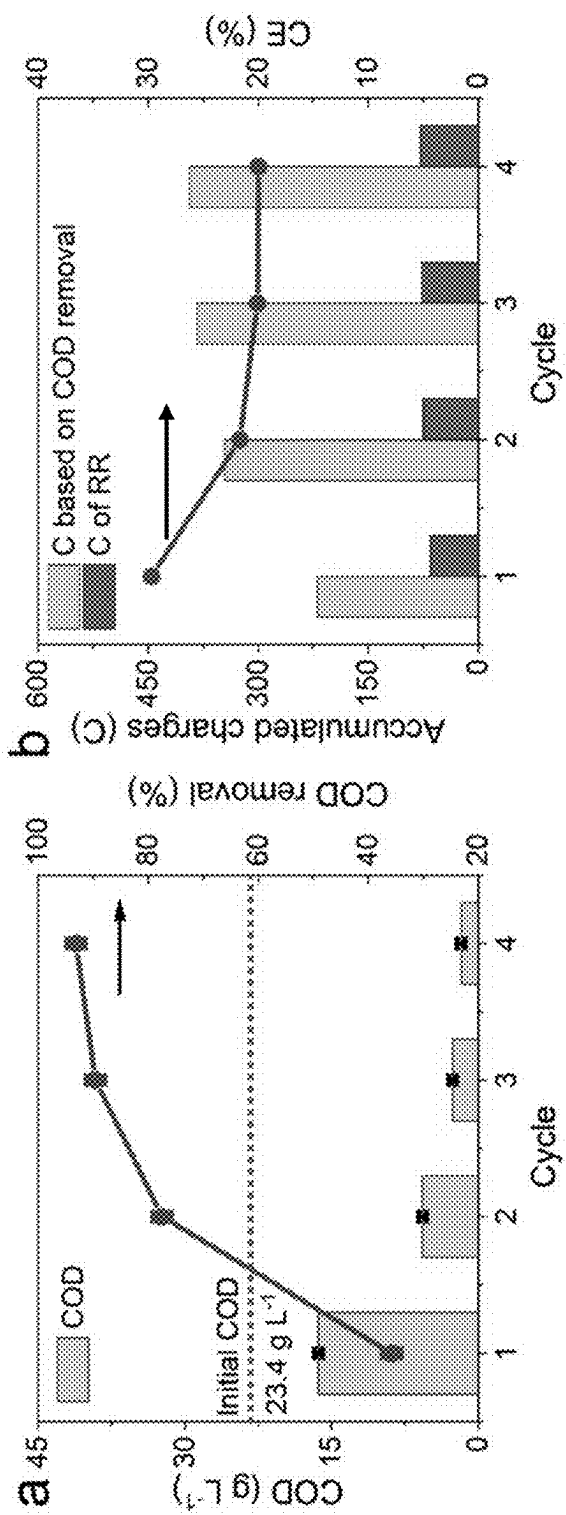 a
COD (g L⁻¹)
45
30
15
0
COD
Initial COD
23.4 g L⁻¹
100
80
60
40
20
COD removal (%)
1 2 3 4
Cycle
b
Accumulated charges (C)
600
450
300
150
0
C based on COD removal
C of RR
40
30
20
10
0
CE (%)
1 2 3 4
Cycle